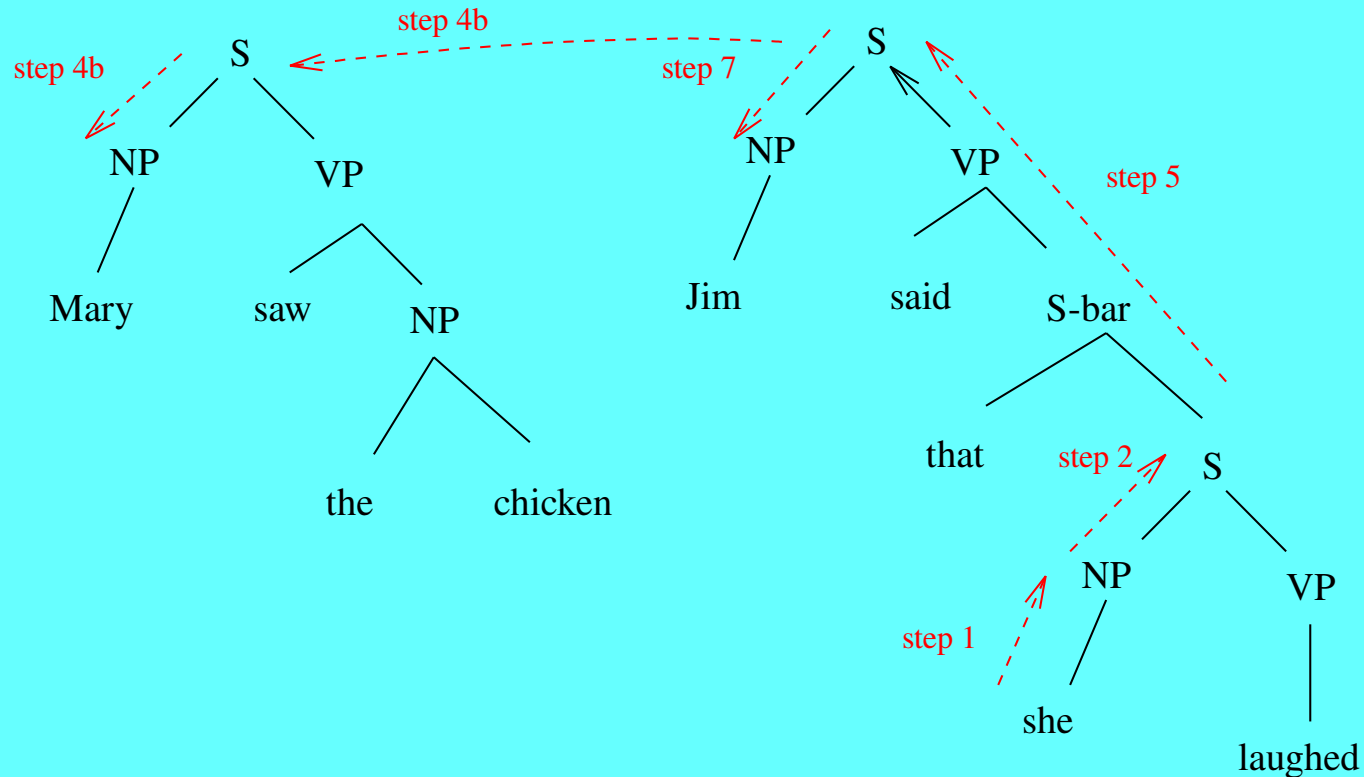 step 4b
S
S
step 4b
step 7
NP
VP
NP
VP
step 5
Mary
saw
NP
Jim
said
S-bar
the
chicken
that
step 2
S
NP
VP
step 1
she
laughed